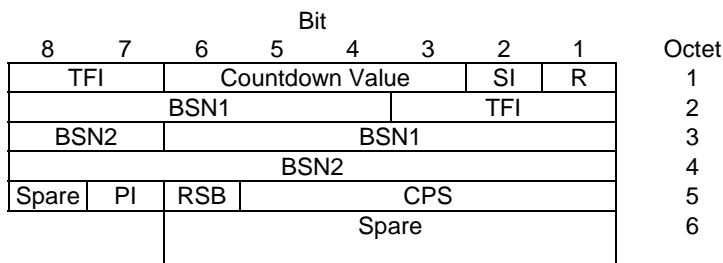 Bit
8 7 6 5 4 3 2 1 Octet
TFI Countdown Value SI R 1
BSN1 TFI 2
BSN2 BSN1 3
BSN2 4
Spare PI RSB CPS 5
Spare 6